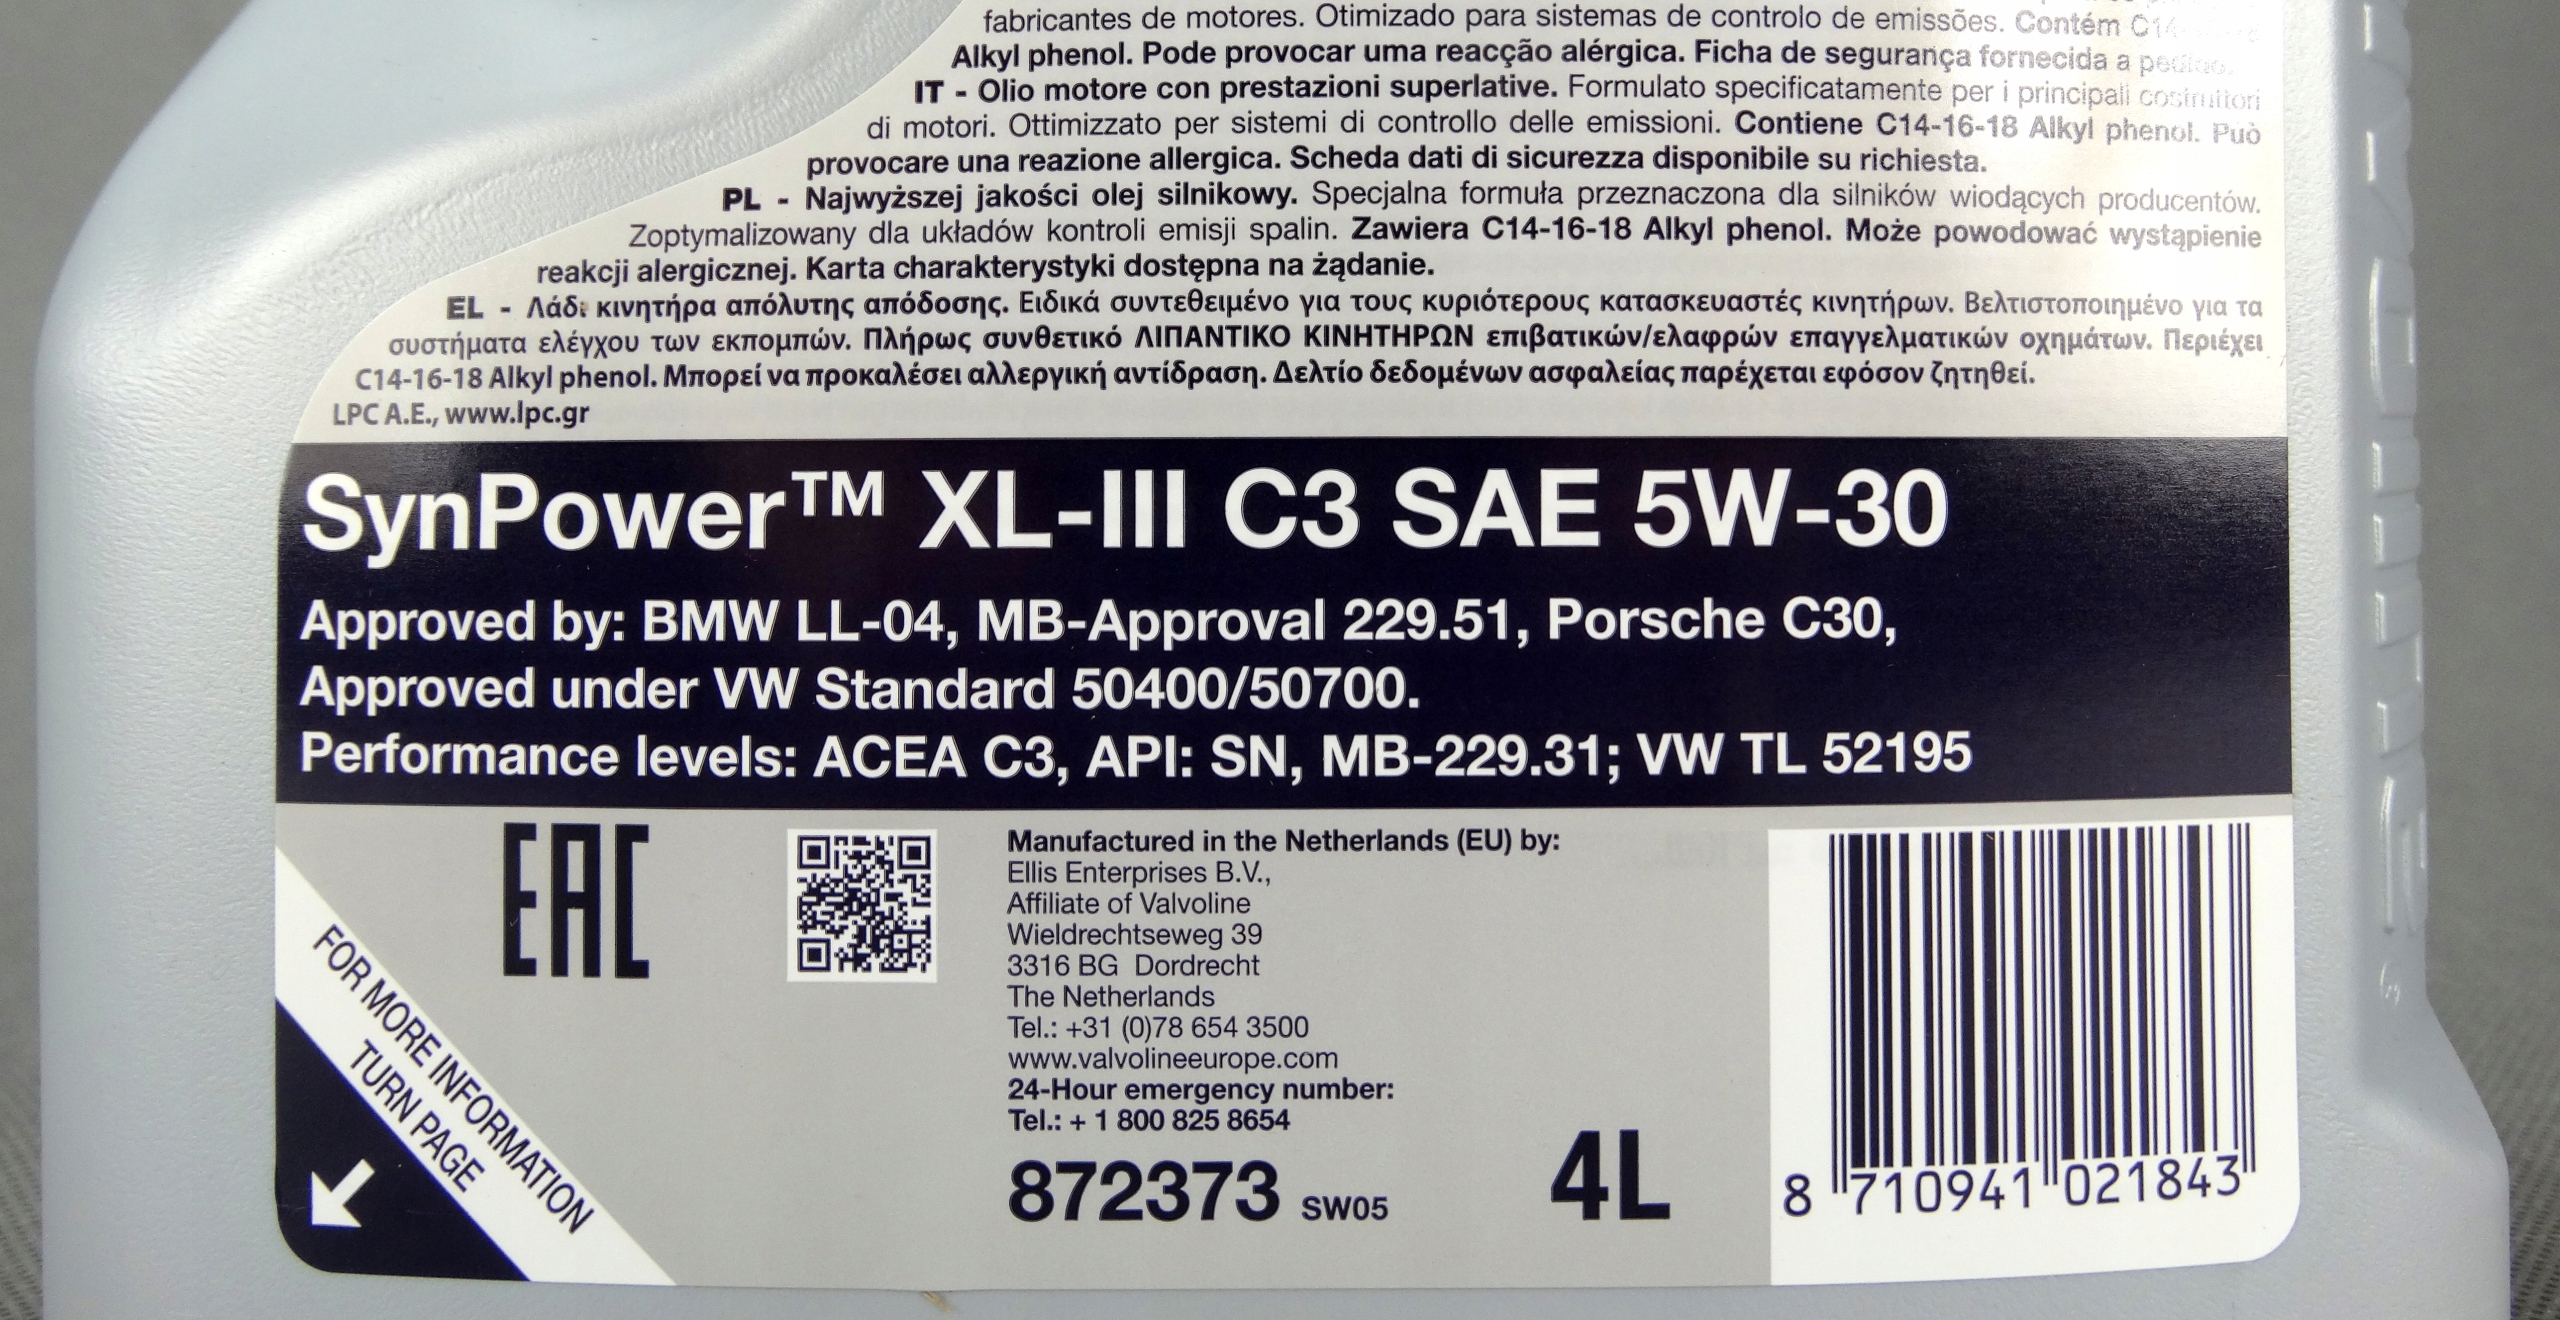 fabricantes de motores. Otimizado para sistemas de controlo de emissões. Contém
Alkyl phenol. Pode provocar uma reacção alérgica. Ficha de segurança fornecida a pedido.
IT - Olio motore con prestazioni superlative. Formulato specificatamente per i principali costruttori
di motori. Ottimizzato per sistemi di controllo delle emissioni. Contiene C14-16-18 Alkyl phenol. Può
provocare una reazione allergica. Scheda dati di sicurezza disponibile su richiesta.
PL - Najwyższej jakości olej silnikowy. Specjalna formuła przeznaczona dla silników wiodących producentów.
Zoptymalizowany dla układów kontroli emisji spalin. Zawiera C14-16-18 Alkyl phenol. Może powodować wystąpienie
reakcji alergicznej. Karta charakterystyki dostępna na żądanie.
EL - Λάδι κινητήρα απόλυτης απόδοσης. Ειδικά συντεθειμένο για τους κυριότερους κατασκευαστές κινητήρων. Βελτιστοποιημένο για τα
συστήματα ελέγχου των εκπομπών. Πλήρως συνθετικό ΛΙΠΑΝΤΙΚΟ ΚΙΝΗΤΗΡΩΝ επιβατικών/ελαφρών επαγγελματικών οχημάτων. Περιέχει
C14-16-18 Alkyl phenol. Μπορεί να προκαλέσει αλλεργική αντίδραση. Δελτίο δεδομένων ασφαλείας παρέχεται εφόσον ζητηθεί.
LPC A.E., www.lpc.gr
SynPower™ XL-III C3 SAE 5W-30
Approved by: BMW LL-04, MB-Approval 229.51, Porsche C30,
Approved under VW Standard 50400/50700.
Performance levels: ACEA C3, API: SN, MB-229.31; VW TL 52195
EAC
FOR MORE INFORMATION
TURN PAGE
Manufactured in the Netherlands (EU) by:
Ellis Enterprises B.V.,
Affiliate of Valvoline
Wieldrechtseweg 39
3316 BG Dordrecht
The Netherlands
Tel.: +31 (0)78 654 3500
www.valvolineeurope.com
24-Hour emergency number:
Tel.: + 1 800 825 8654
872373 SW05
4L
8 710941 021843